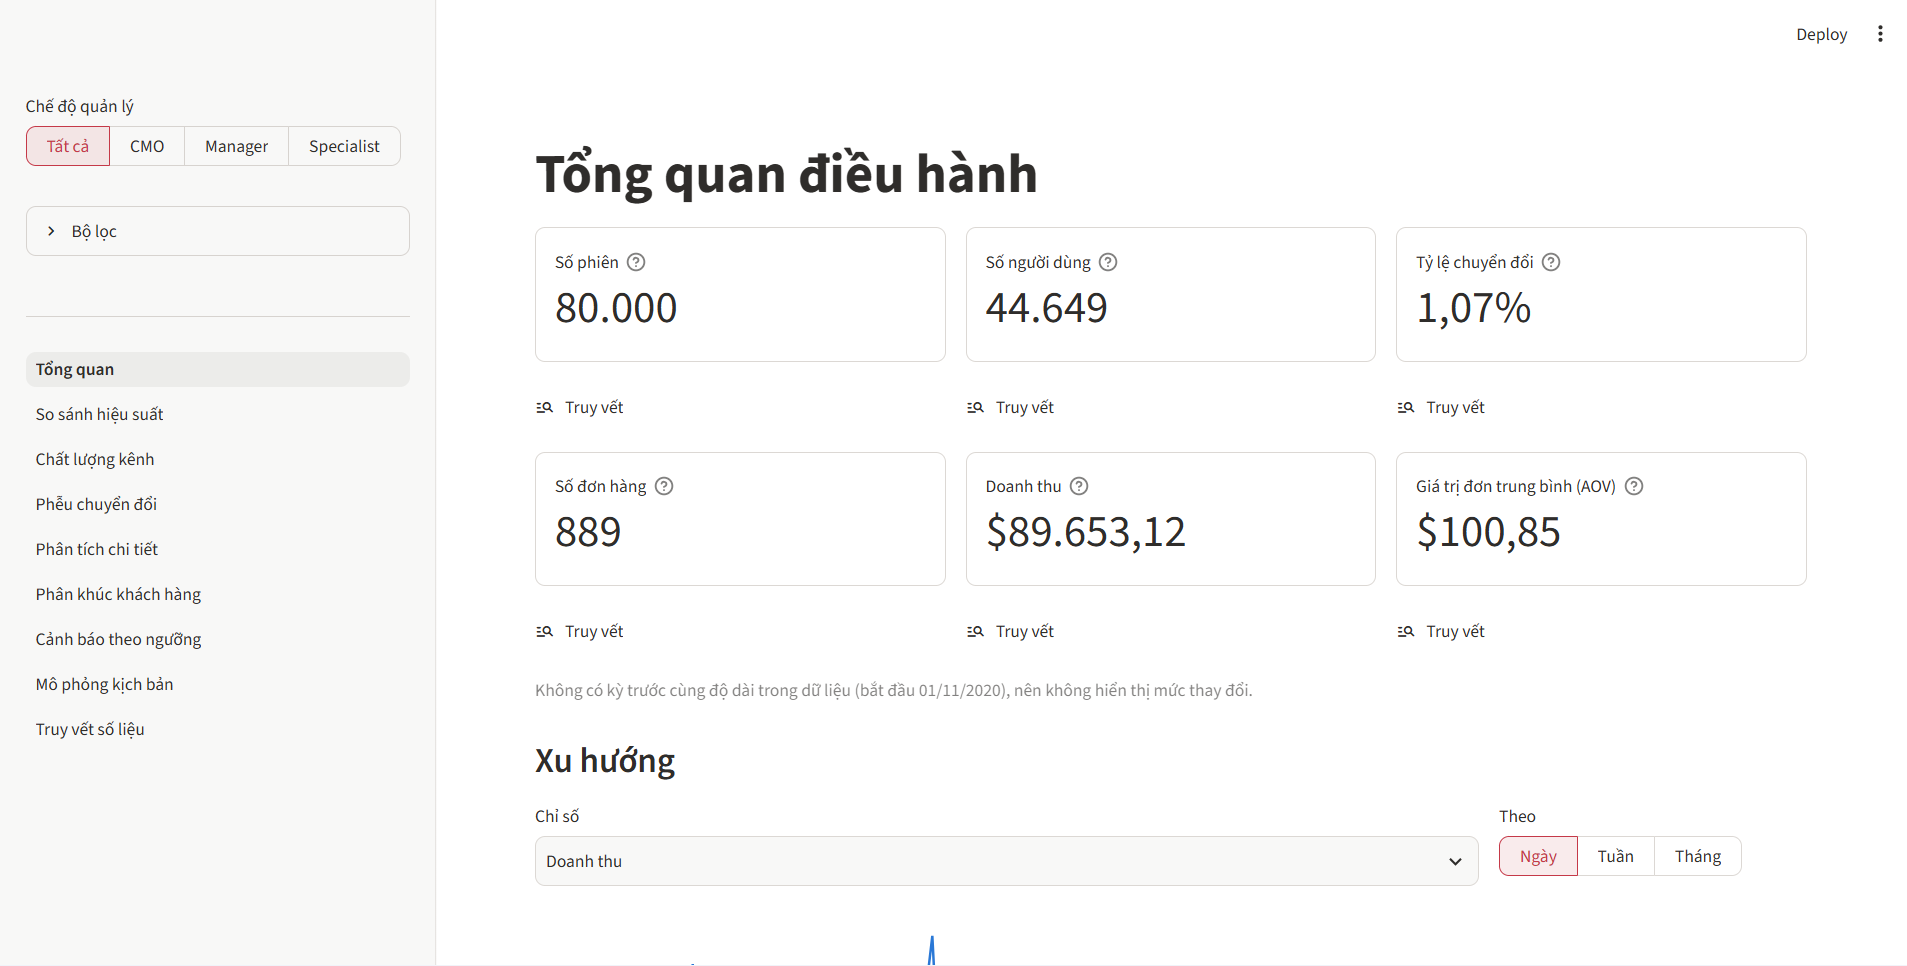 Deploy
Chế độ quản lý
Tất cả CMO Manager Specialist
Bộ lọc
Tổng quan
So sánh hiệu suất
Chất lượng kênh
Phễu chuyển đổi
Phân tích chi tiết
Phân khúc khách hàng
Cảnh báo theo ngưỡng
Mô phỏng kịch bản
Truy vết số liệu
Tổng quan điều hành
Số phiên
80.000
Truy vết
Số người dùng
44.649
Truy vết
Tỷ lệ chuyển đổi
1,07%
Truy vết
Số đơn hàng
889
Truy vết
Doanh thu
$89.653,12
Truy vết
Giá trị đơn trung bình (AOV)
$100,85
Truy vết
Không có kỳ trước cùng độ dài trong dữ liệu (bắt đầu 01/11/2020), nên không hiển thị mức thay đổi.
Xu hướng
Chỉ số
Doanh thu
Theo
Ngày Tuần Tháng